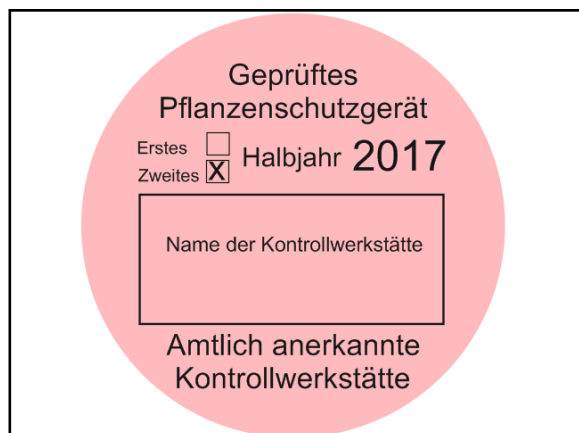 Geprüftes
Pflanzenschutzgerät
Erstes
Zweites X Halbjahr 2017
Name der Kontrollwerkstätte
Amtlich anerkannte
Kontrollwerkstätte